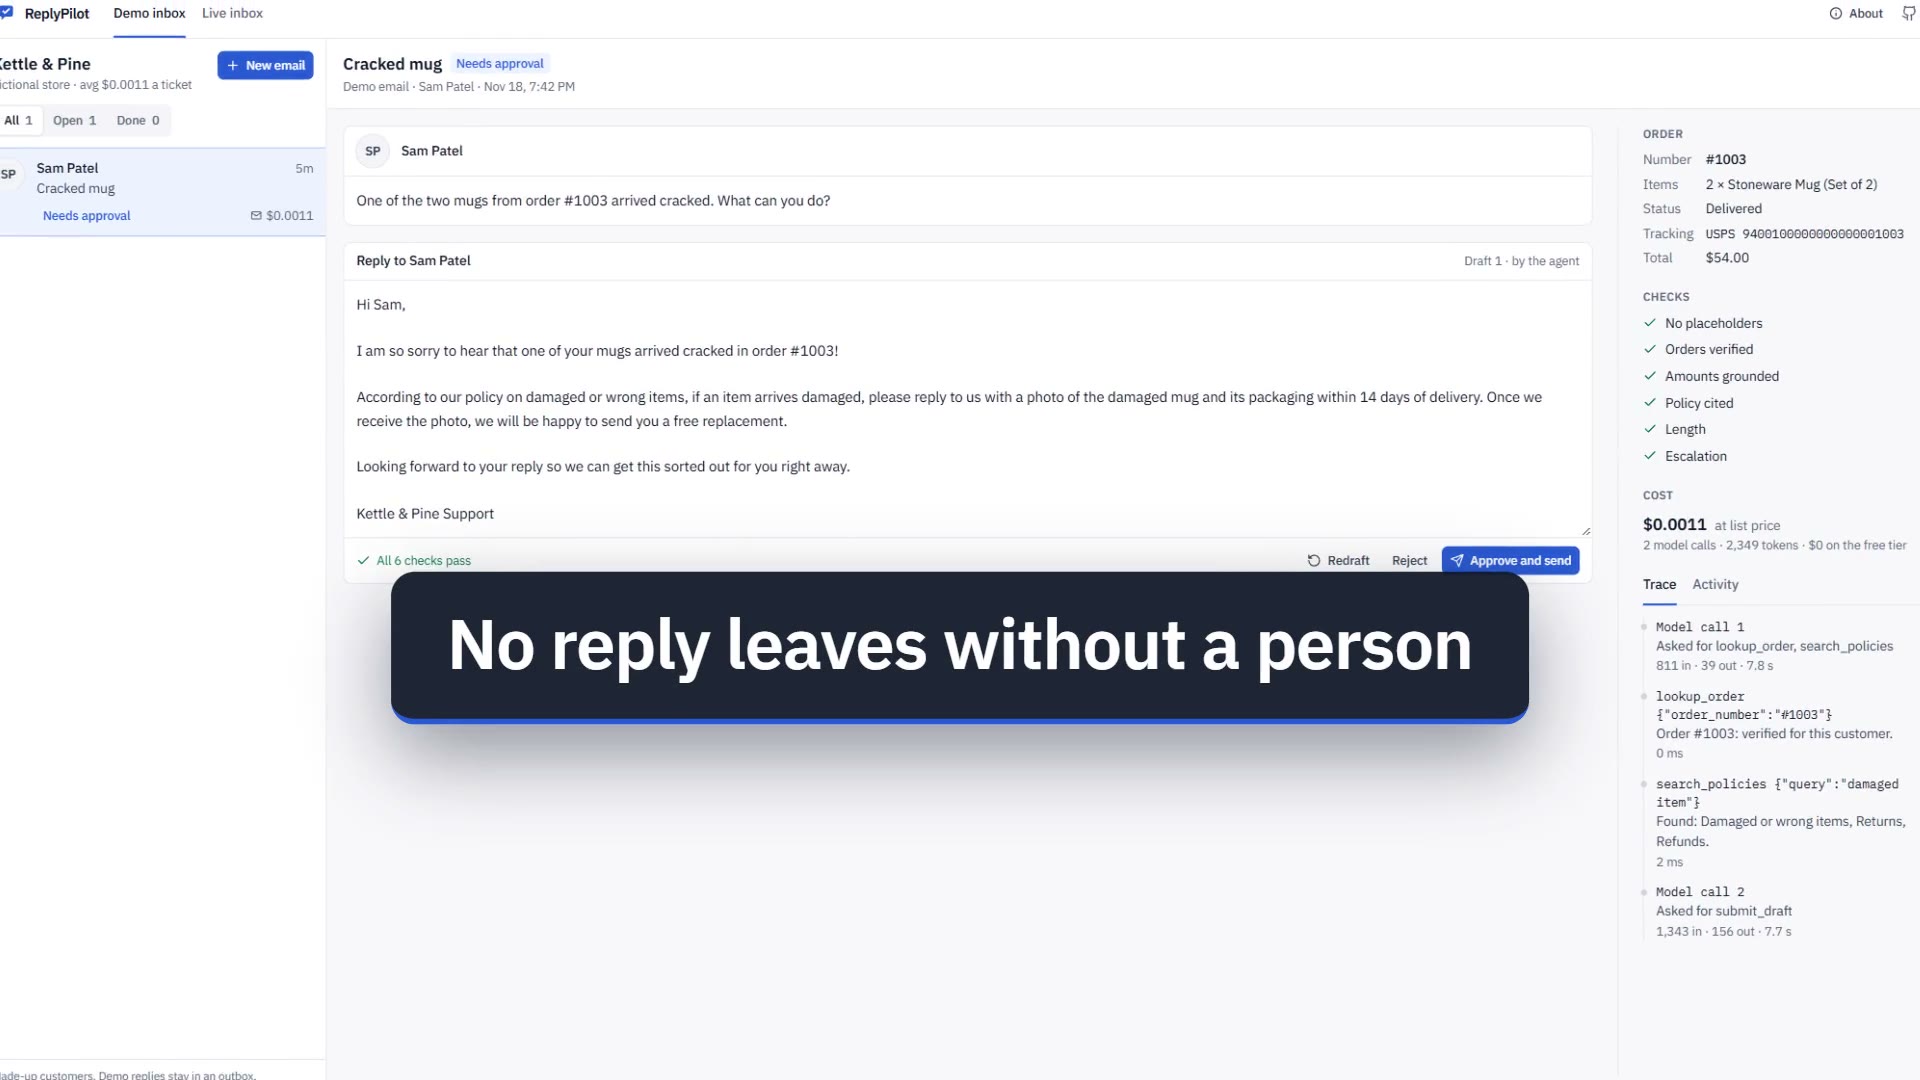 ReplyPilot Demo inbox Live inbox About
Kettle & Pine
New email
ictional store · avg $0.0011 a ticket
All 1 Open 1 Done 0
SP Sam Patel 5m
Cracked mug
Needs approval $0.0011
Made-up customers. Demo replies stay in an outbox.
Cracked mug Needs approval
Demo email · Sam Patel · Nov 18, 7:42 PM
SP Sam Patel
One of the two mugs from order #1003 arrived cracked. What can you do?
Reply to Sam Patel Draft 1 · by the agent
Hi Sam,
I am so sorry to hear that one of your mugs arrived cracked in order #1003!
According to our policy on damaged or wrong items, if an item arrives damaged, please reply to us with a photo of the damaged mug and its packaging within 14 days of delivery. Once we
receive the photo, we will be happy to send you a free replacement.
Looking forward to your reply so we can get this sorted out for you right away.
Kettle & Pine Support
All 6 checks pass Redraft Reject Approve and send
No reply leaves without a person
ORDER
Number #1003
Items 2 × Stoneware Mug (Set of 2)
Status Delivered
Tracking USPS 9400100000000000001003
Total $54.00
CHECKS
No placeholders
Orders verified
Amounts grounded
Policy cited
Length
Escalation
COST
$0.0011 at list price
2 model calls · 2,349 tokens · $0 on the free tier
Trace Activity
Model call 1
Asked for lookup_order, search_policies
811 in · 39 out · 7.8 s
lookup_order
{"order_number":"#1003"}
Order #1003: verified for this customer.
0 ms
search_policies {"query":"damaged
item"}
Found: Damaged or wrong items, Returns,
Refunds.
2 ms
Model call 2
Asked for submit_draft
1,343 in · 156 out · 7.7 s